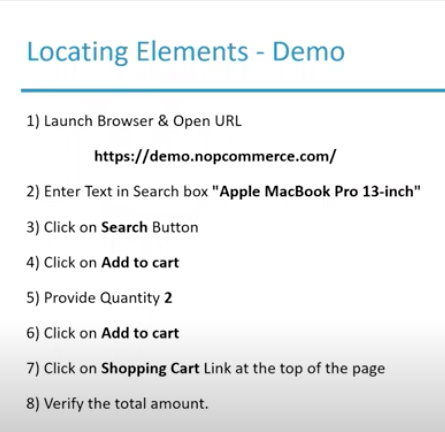 Locating Elements - Demo
1) Launch Browser & Open URL
https://demo.nopcommerce.com/
2) Enter Text in Search box "Apple MacBook Pro 13-inch"
3) Click on Search Button
4) Click on Add to cart
5) Provide Quantity 2
6) Click on Add to cart
7) Click on Shopping Cart Link at the top of the page
8) Verify the total amount.